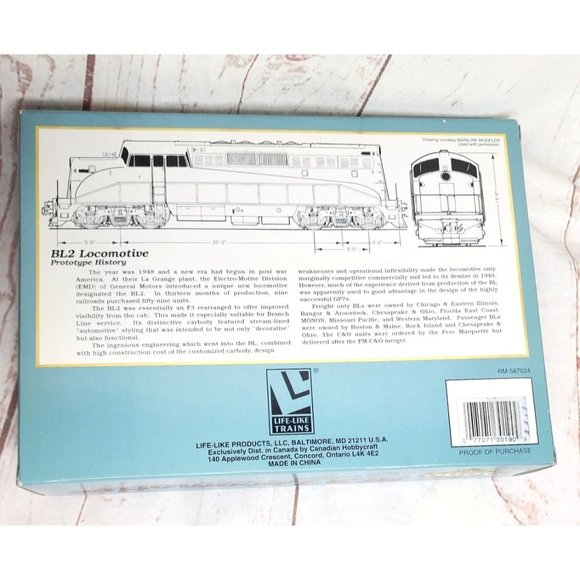 Drawing courtesy MAINLINE MODELER
Used with permission.
9'-6"
BL2 Locomotive
Prototype History
The year was 1948 and a new era had begun in post war
America. At their La Grange plant, the Electro-Motive Division
(EMD) of General Motors introduced a unique new locomotive
designated the BL2. In thirteen months of production, nine
railroads purchased fifty-nine units.
The BL2 was essentially an F3 rearranged to offer improved
visibility from the cab. This made it especially suitable for Branch
Line service. Its distinctive carbody featured stream-lined
"automotive" styling that was intended to be not only "decorative"
but also functional.
The ingenious engineering which went into the BL, combined
with high construction cost of the customized carbody, design
weaknesses and operational inflexibility made the locomotive only
marginally competitive commercially and led to its demise in 1949.
However, much of the experience derived from production of the BL
was apparently used to advantage in the design of the highly
successful GP7s.
Freight only BLs were owned by Chicago & Eastern Illinois,
Bangor & Aroostook, Chesapeake & Ohio, Florida East Coast,
MONON, Missouri Pacific, and Western Maryland. Passenger BLs
were owned by Boston & Maine, Rock Island and Chesapeake &
Ohio. The C&O units were ordered by the Pere Marquette but
delivered after the PM-C&O merger.
RM 587024
®
LIFE-LIKE
TRAINS
LIFE-LIKE PRODUCTS, LLC, BALTIMORE, MD 21211 U.S.A.
Exclusively Dist. in Canada by Canadian Hobbycraft
140 Applewood Crescent, Concord, Ontario L4K 4E2
MADE IN CHINA
0 77071 30190
PROOF OF PURCHASE